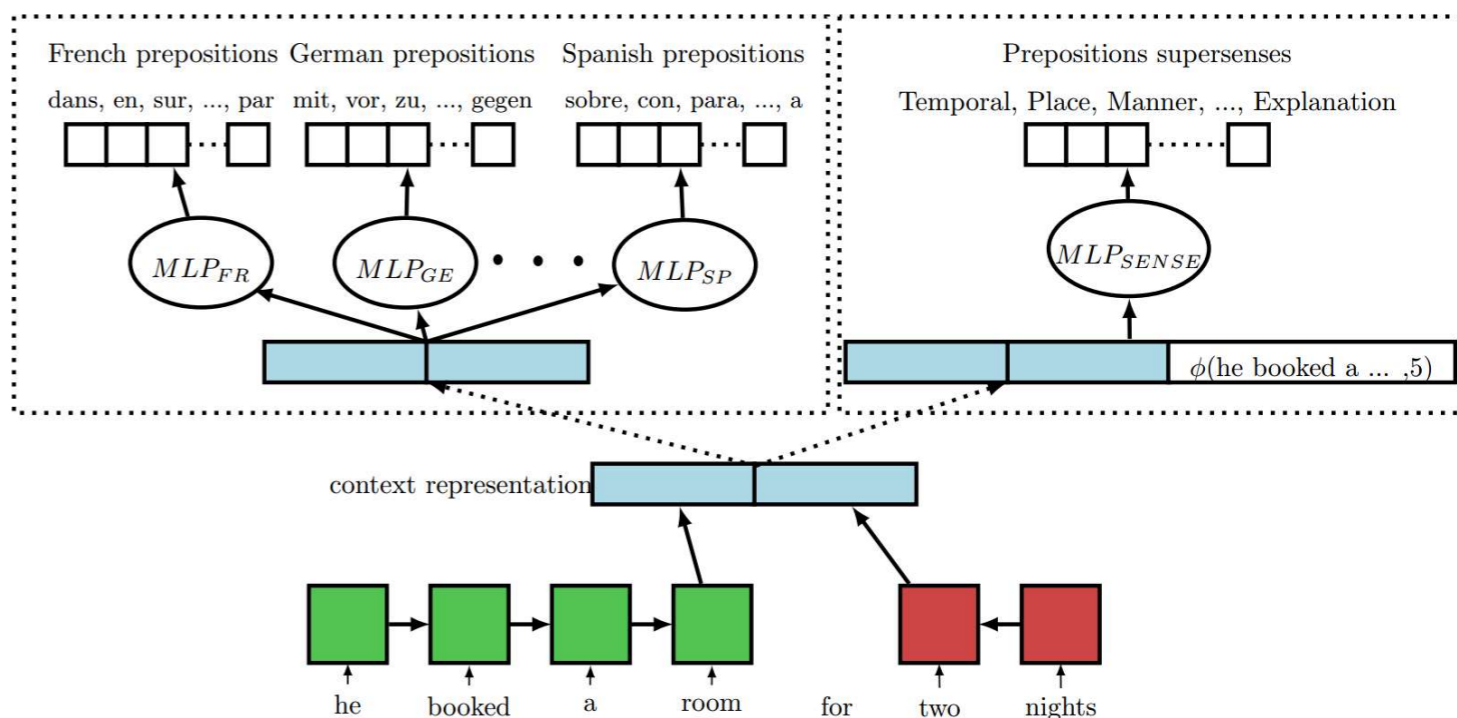 French prepositions German prepositions Spanish prepositions
dans, en, sur, ..., par mit, vor, zu, ..., gegen sobre, con, para, ..., a
MLP_FR MLP_GE MLP_SP
Prepositions supersenses
Temporal, Place, Manner, ..., Explanation
MLP_SENSE
ϕ(he booked a ... ,5)
context representation
he booked a room for two nights